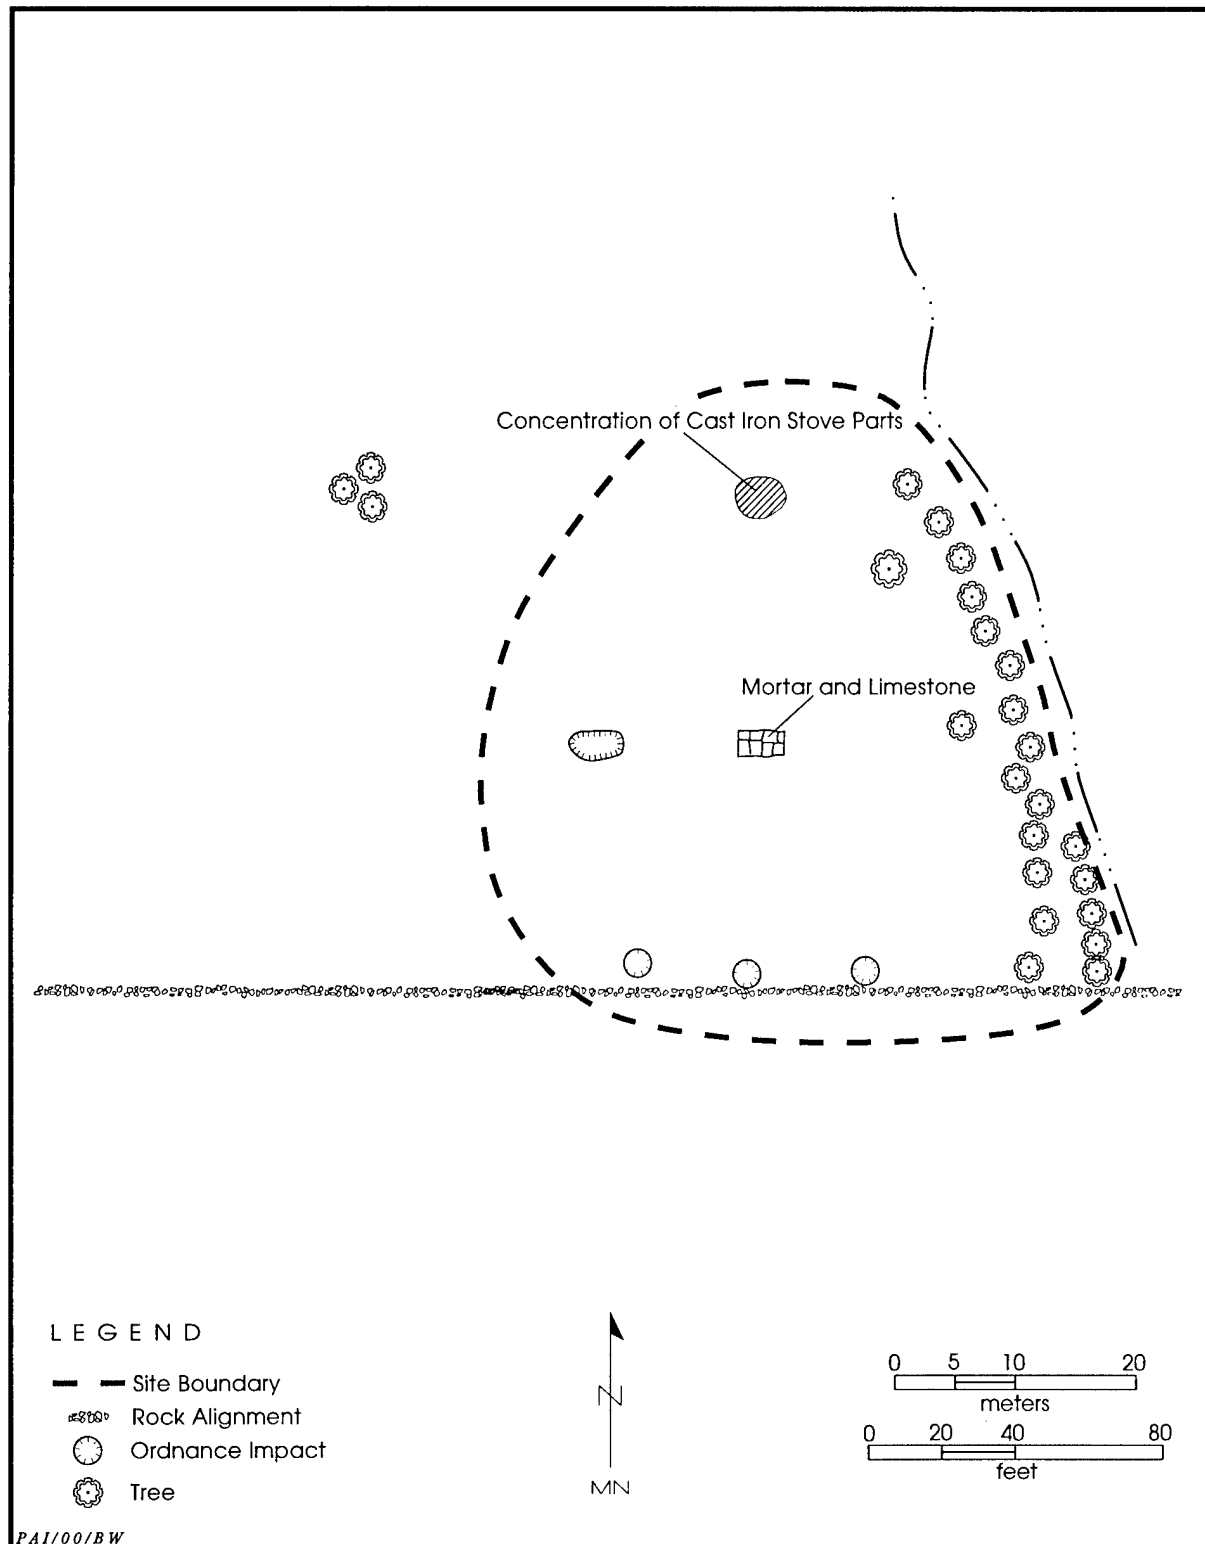 Concentration of Cast Iron Stove Parts
Mortar and Limestone
LEGEND
Site Boundary
Rock Alignment
Ordnance Impact
Tree
N
MN
0 5 10 20
meters
0 20 40 80
feet
PAI/00/BW